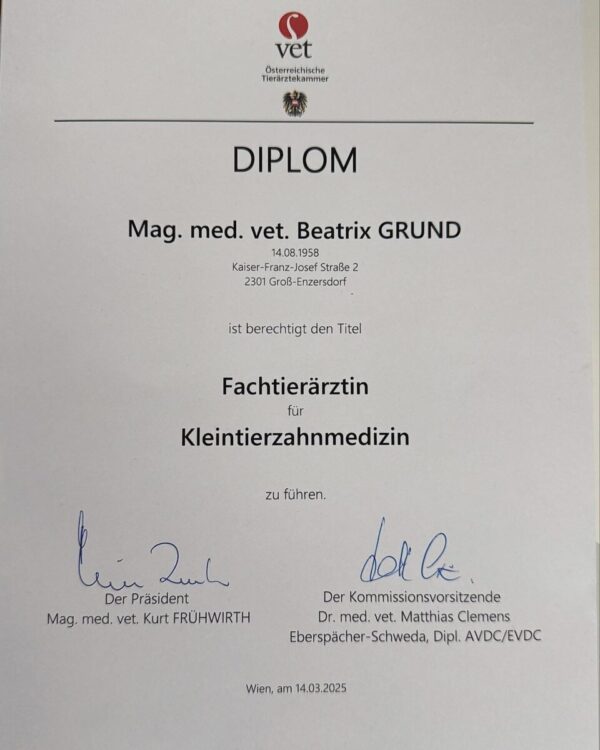 vet
Österreichische
Tierärztekammer
DIPLOM
Mag. med. vet. Beatrix GRUND
14.08.1958
Kaiser-Franz-Josef Straße 2
2301 Groß-Enzersdorf
ist berechtigt den Titel
Fachtierärztin
für
Kleintierzahnmedizin
zu führen.
Der Präsident
Mag. med. vet. Kurt FRÜHWIRTH
Der Kommissionsvorsitzende
Dr. med. vet. Matthias Clemens
Eberspächer-Schweda, Dipl. AVDC/EVDC
Wien, am 14.03.2025